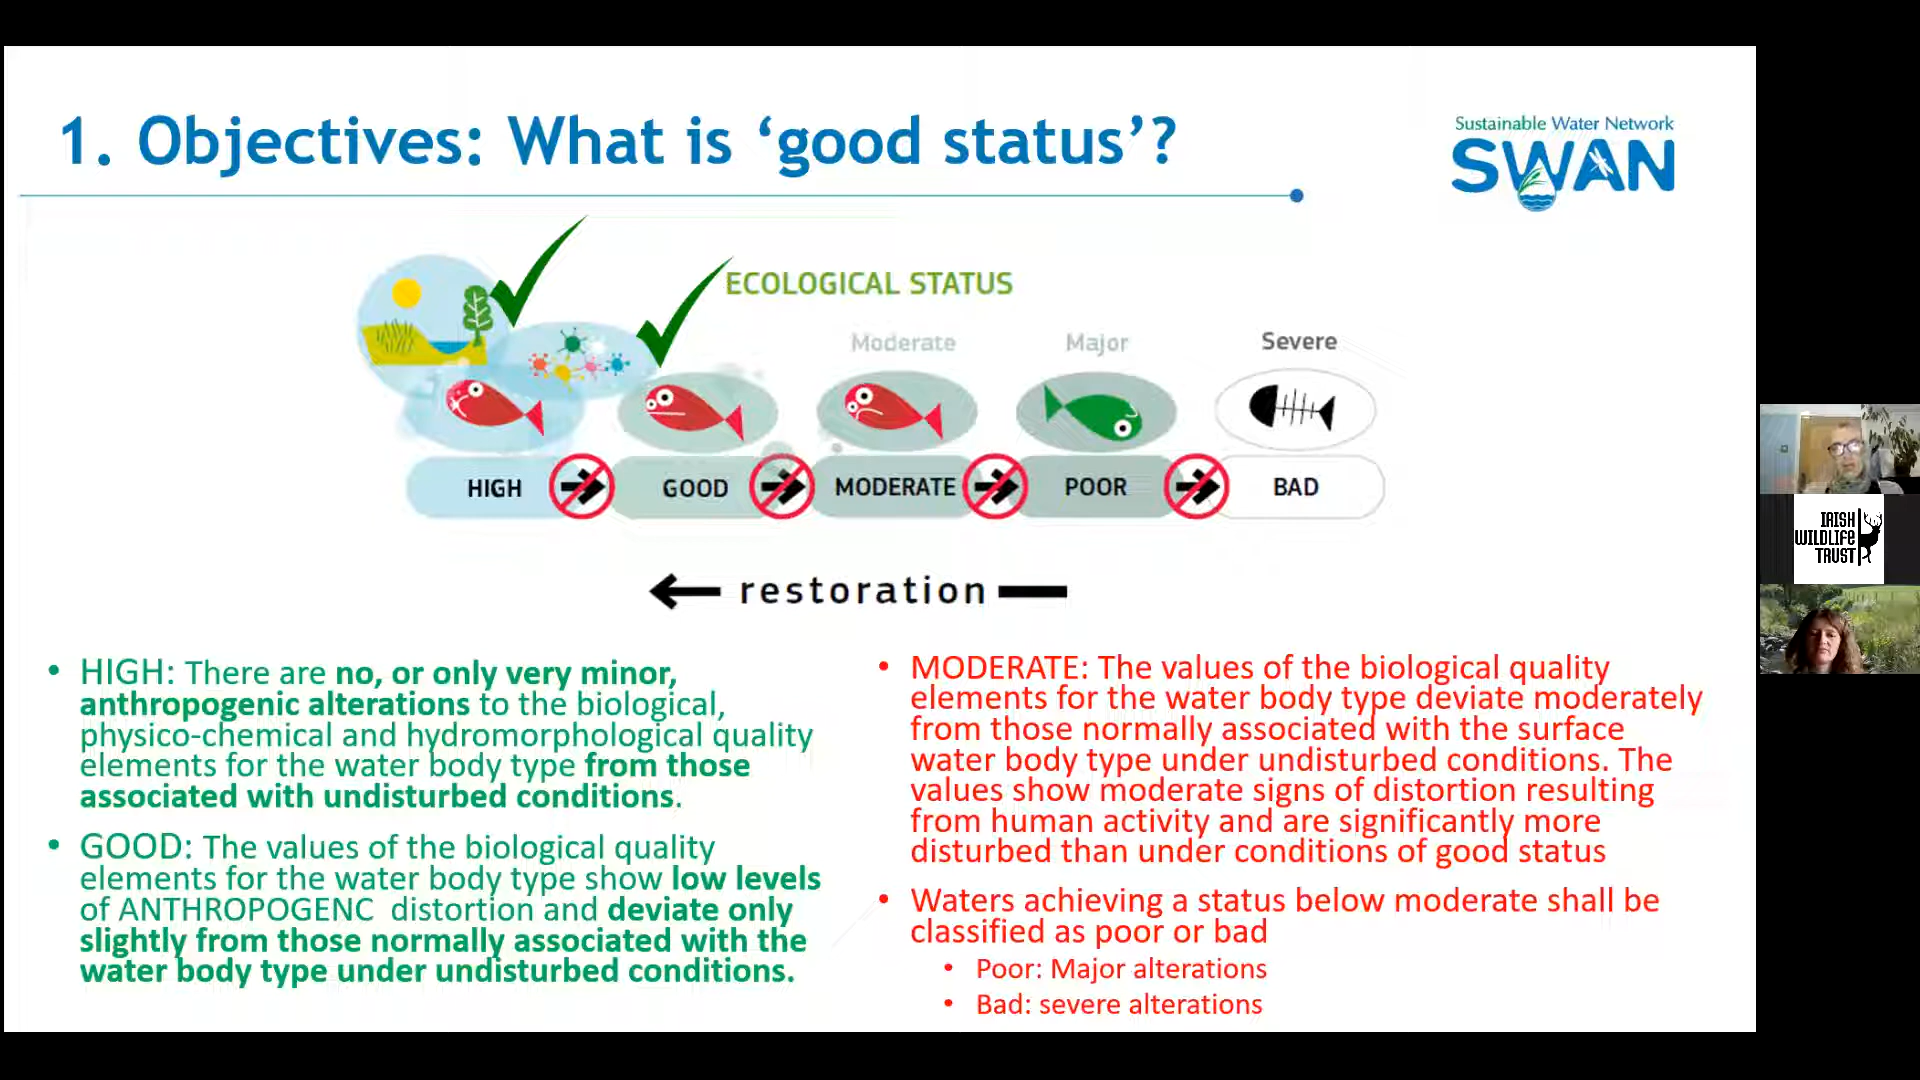 1. Objectives: What is ‘good status’?
Sustainable Water Network
SWAN
ECOLOGICAL STATUS
Moderate
Major
Severe
HIGH
GOOD
MODERATE
POOR
BAD
restoration
• HIGH: There are no, or only very minor,
anthropogenic alterations to the biological,
physico-chemical and hydromorphological quality
elements for the water body type from those
associated with undisturbed conditions.
• GOOD: The values of the biological quality
elements for the water body type show low levels
of ANTHROPOGENC distortion and deviate only
slightly from those normally associated with the
water body type under undisturbed conditions.
• MODERATE: The values of the biological quality
elements for the water body type deviate moderately
from those normally associated with the surface
water body type under undisturbed conditions. The
values show moderate signs of distortion resulting
from human activity and are significantly more
disturbed than under conditions of good status
• Waters achieving a status below moderate shall be
classified as poor or bad
• Poor: Major alterations
• Bad: severe alterations
IRISH
WILDLIFE
TRUST